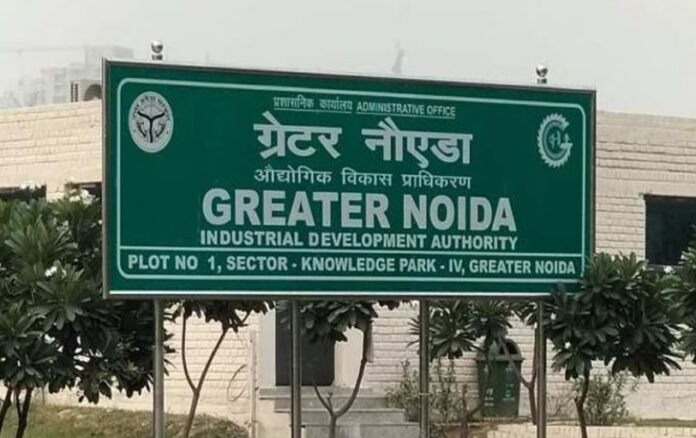 प्रशासनिक कार्यालय ADMINISTRATIVE OFFICE
ग्रेटर नौएडा
औद्योगिक विकास प्राधिकरण
GREATER NOIDA
INDUSTRIAL DEVELOPMENT AUTHORITY
PLOT NO 1, SECTOR - KNOWLEDGE PARK - IV, GREATER NOIDA